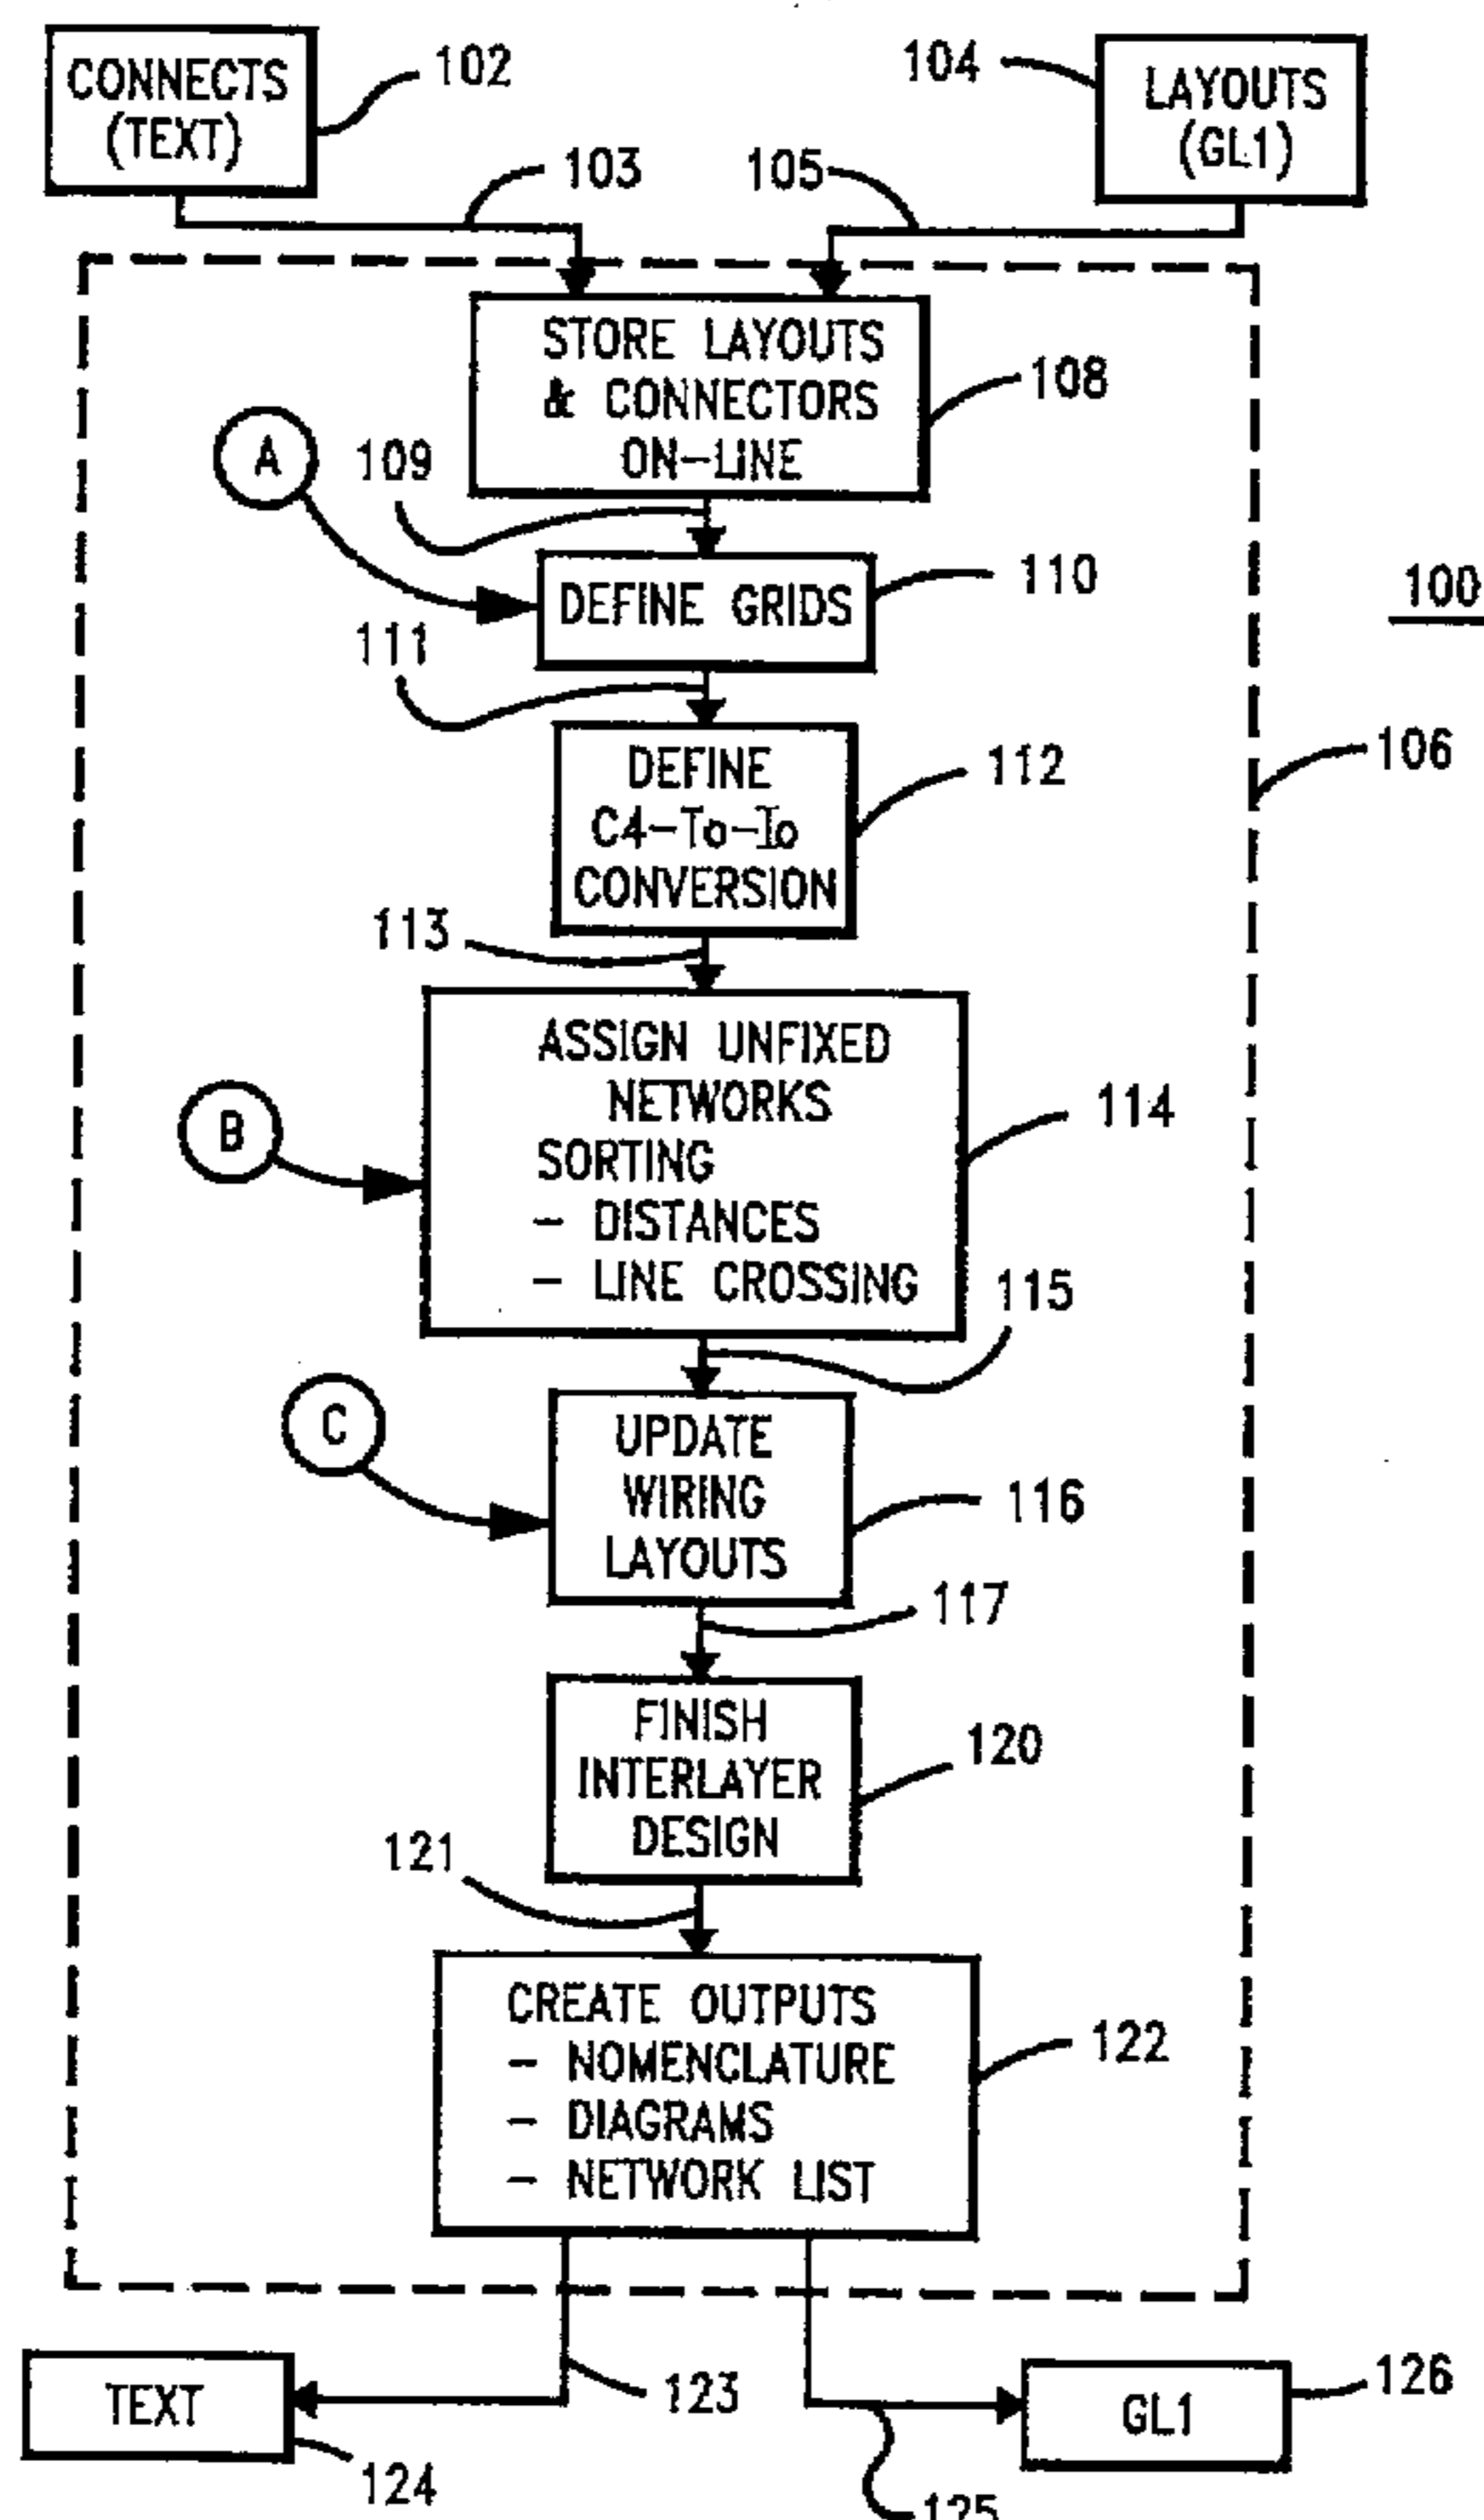 CONNECTS
(TEXT)
102
104
LAYOUTS
(GL1)
103
105
STORE LAYOUTS
& CONNECTORS
ON-LINE
108
A
109
DEFINE GRIDS
110
100
111
DEFINE
C4-To-Io
CONVERSION
112
106
113
ASSIGN UNFIXED
NETWORKS
SORTING
- DISTANCES
- LINE CROSSING
114
B
115
C
UPDATE
WIRING
LAYOUTS
116
117
FINISH
INTERLAYER
DESIGN
120
121
CREATE OUTPUTS
- NOMENCLATURE
- DIAGRAMS
- NETWORK LIST
122
TEXT
123
GL1
126
124
125